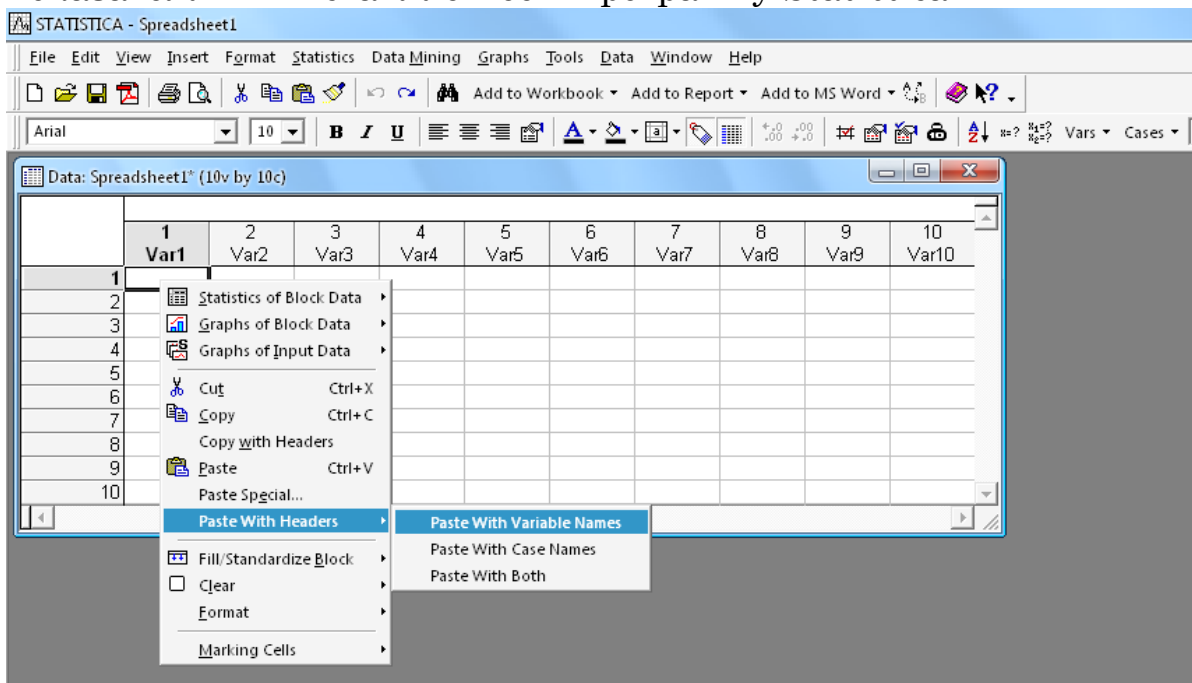 STATISTICA - Spreadsheet1
File Edit View Insert Format Statistics Data Mining Graphs Tools Data Window Help
Add to Workbook Add to Report Add to MS Word
Arial 10 B I U Vars Cases
Data: Spreadsheet1* (10v by 10c)
1 2 3 4 5 6 7 8 9 10
Var1 Var2 Var3 Var4 Var5 Var6 Var7 Var8 Var9 Var10
1
2
3
4
5
6
7
8
9
10
Statistics of Block Data
Graphs of Block Data
Graphs of Input Data
Cut Ctrl+X
Copy Ctrl+C
Copy with Headers
Paste Ctrl+V
Paste Special...
Paste With Headers
Fill/Standardize Block
Clear
Format
Marking Cells
Paste With Variable Names
Paste With Case Names
Paste With Both